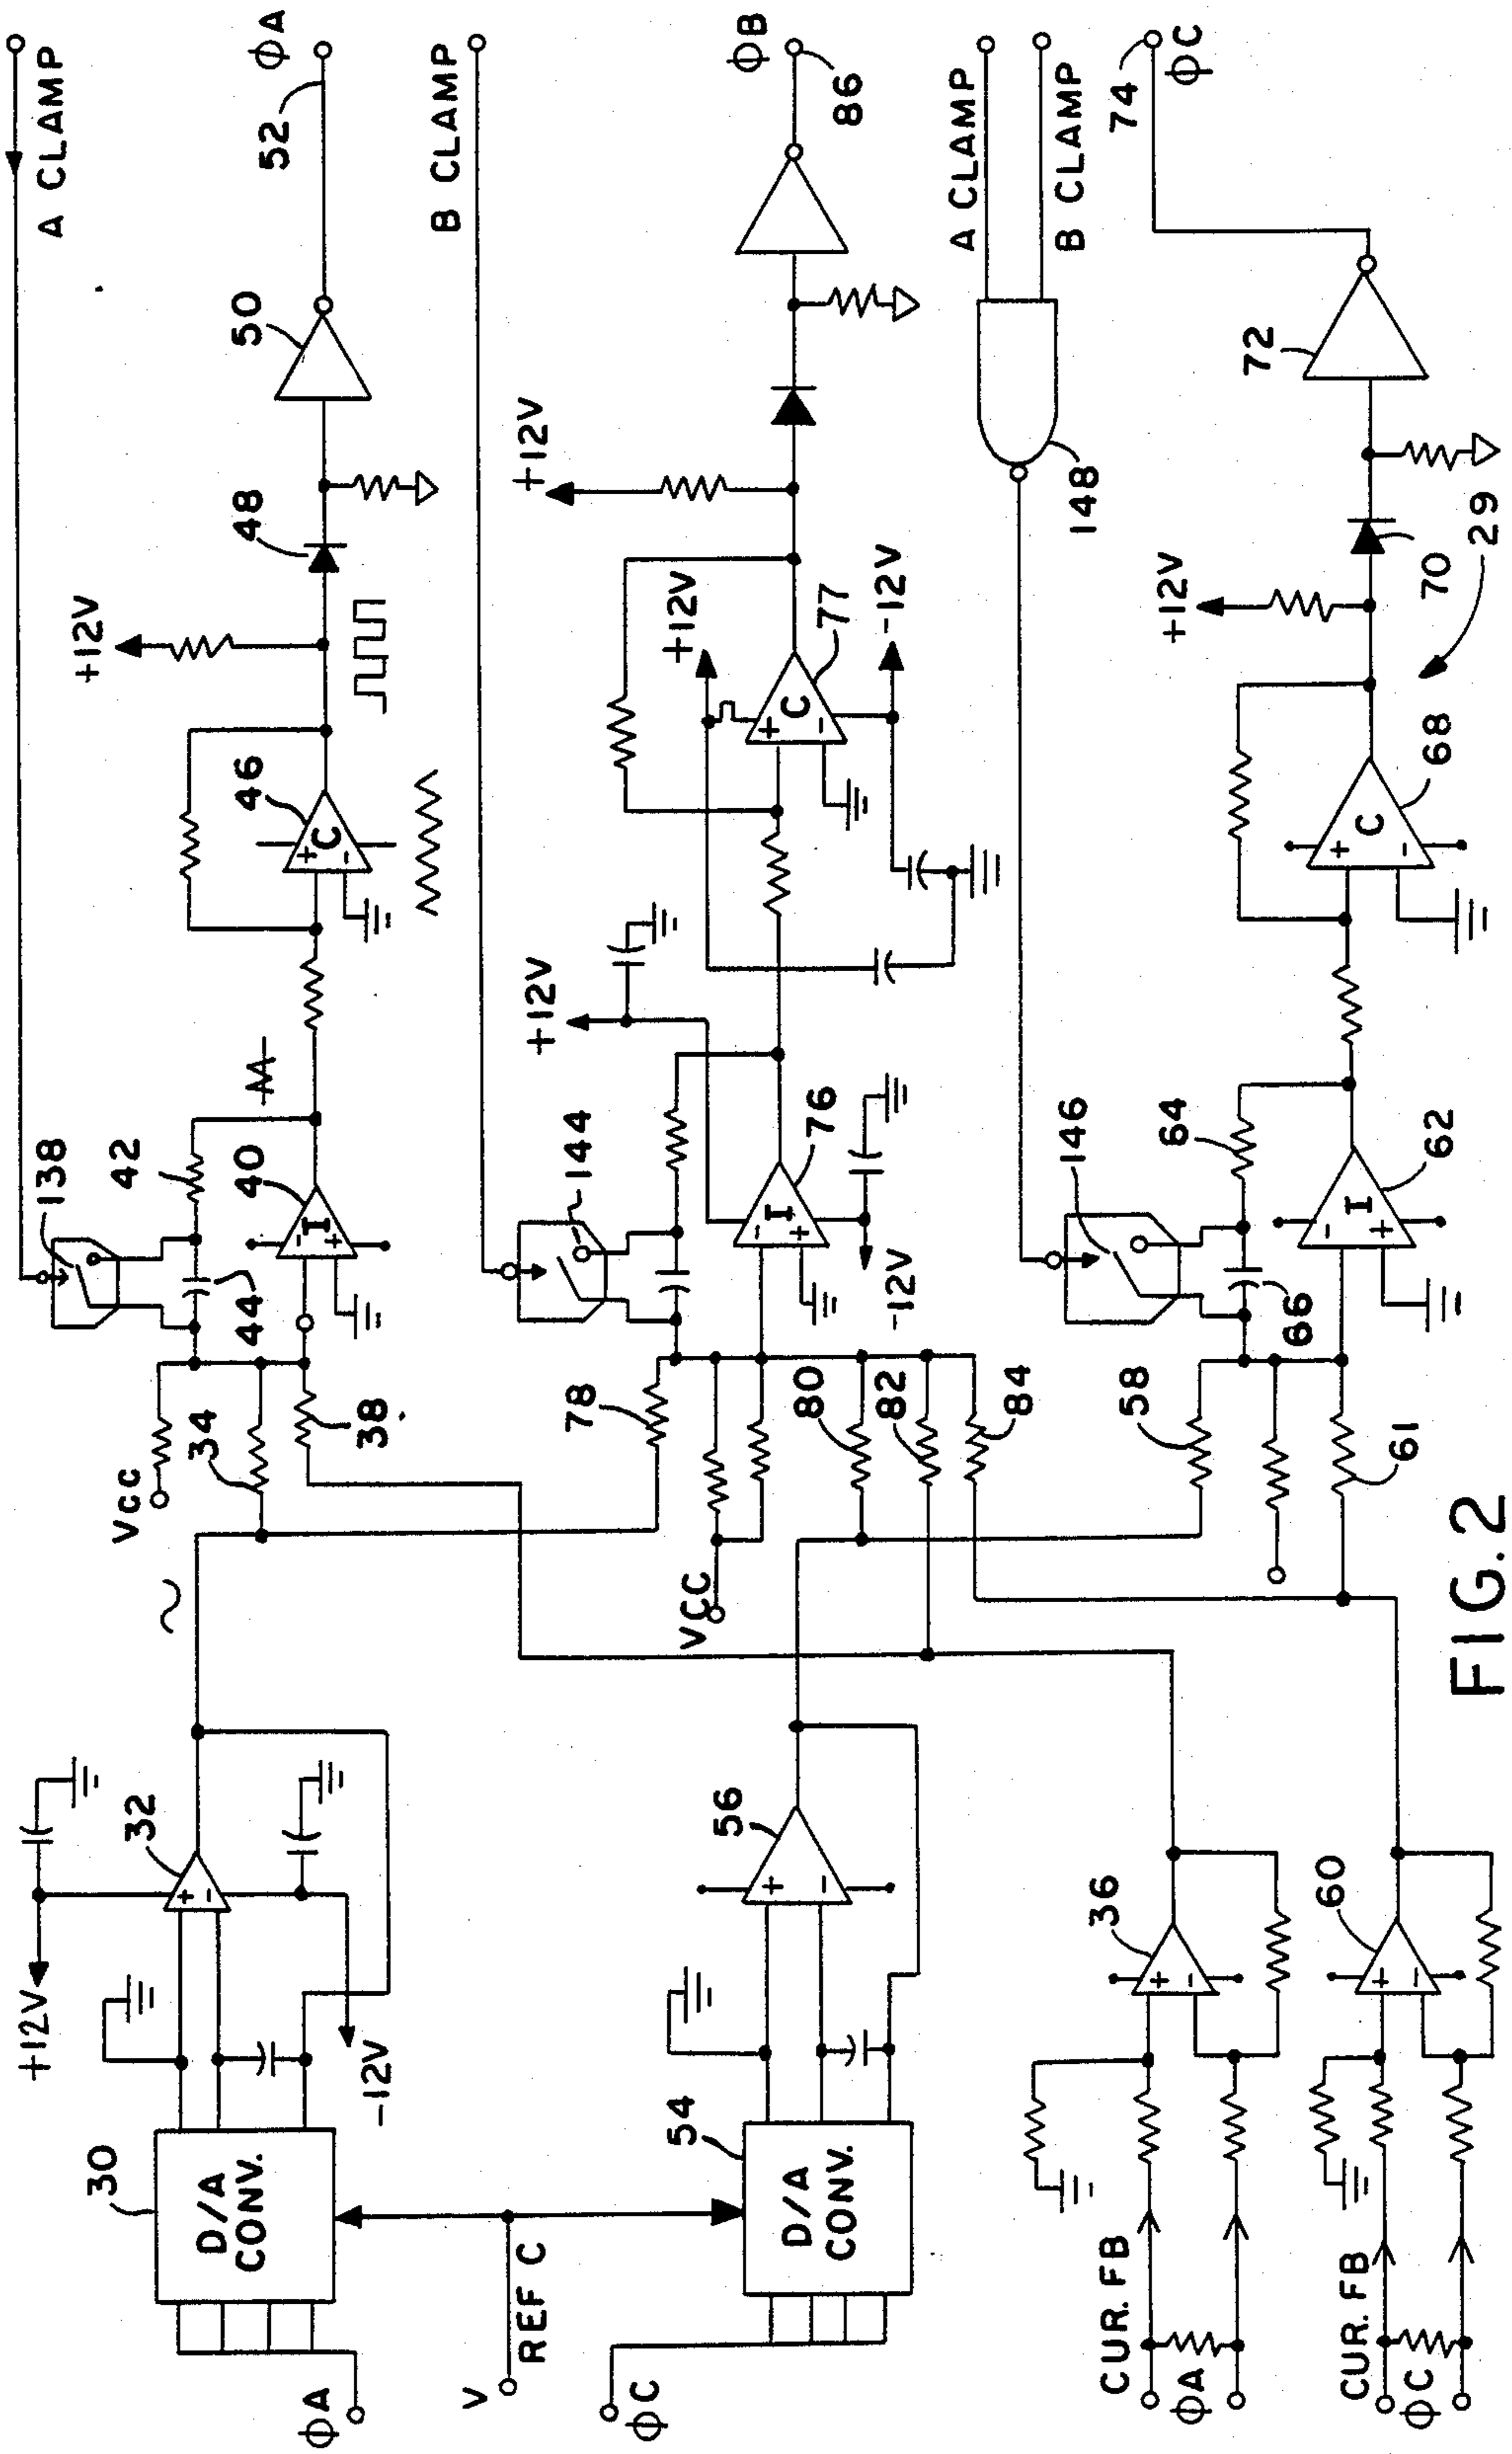 A CLAMP
52
ϕA
50
48
+12V
46
C
+
-
138
42
40
I
-
+
44
34
38
VCC
+12V
32
+
-
-12V
30
D/A
CONV.
ϕA
B CLAMP
ϕB
86
+12V
+12V
77
C
+
-
-12V
+12V
144
76
I
-
+
-12V
78
80
82
84
VCC
56
+
-
54
D/A
CONV.
V
REF C
ϕC
A CLAMP
B CLAMP
148
74
ϕC
72
+12V
70
29
68
C
+
-
146
64
62
I
-
+
66
58
61
36
+
-
60
+
-
CUR. FB
ϕA
CUR. FB
ϕC
FIG. 2